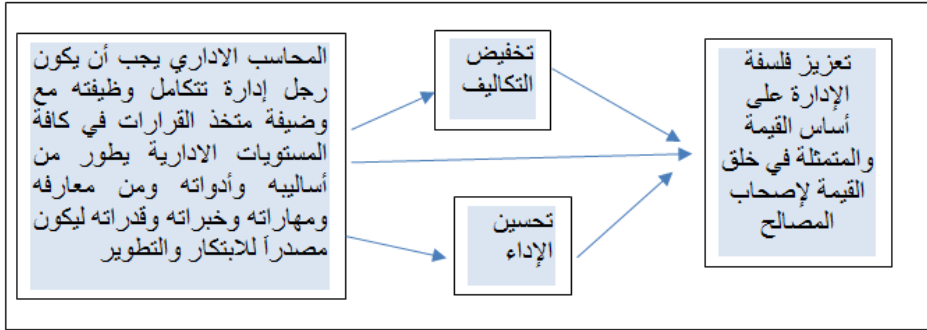 المحاسب الاداري يجب أن يكون
رجل إدارة تتكامل وظيفته مع
وضيفة متخذ القرارات في كافة
المستويات الادارية يطور من
أساليبه وأدواته ومن معارفه
ومهاراته وخبراته وقدراته ليكون
مصدراً للابتكار والتطوير
تخفيض
التكاليف
تحسين
الإداء
تعزيز فلسفة
الإدارة على
أساس القيمة
والمتمثلة في خلق
القيمة لإصحاب
المصالح